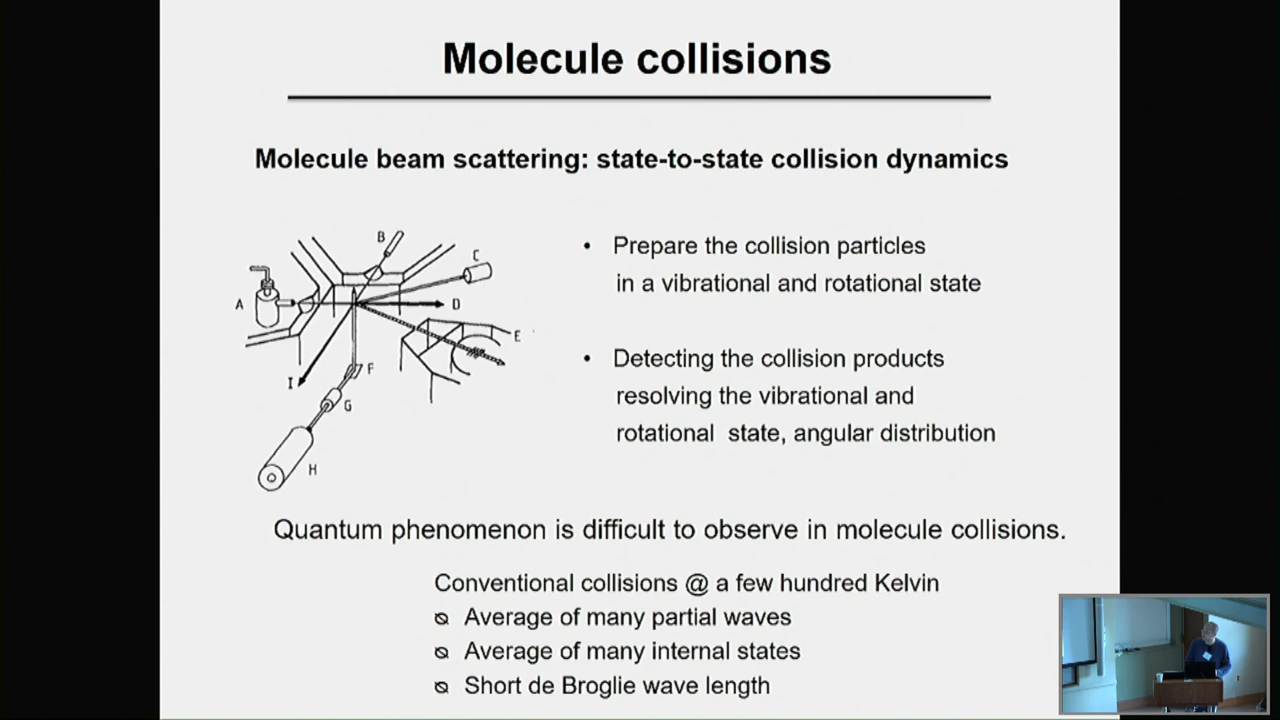 Molecule collisions
Molecule beam scattering: state-to-state collision dynamics
B
C
A
D
E
I
F
G
H
• Prepare the collision particles
in a vibrational and rotational state
• Detecting the collision products
resolving the vibrational and
rotational state, angular distribution
Quantum phenomenon is difficult to observe in molecule collisions.
Conventional collisions @ a few hundred Kelvin
Average of many partial waves
Average of many internal states
Short de Broglie wave length